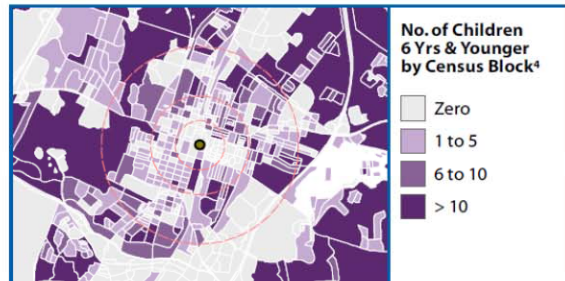 No. of Children
6 Yrs & Younger
by Census Block⁴
Zero
1 to 5
6 to 10
> 10